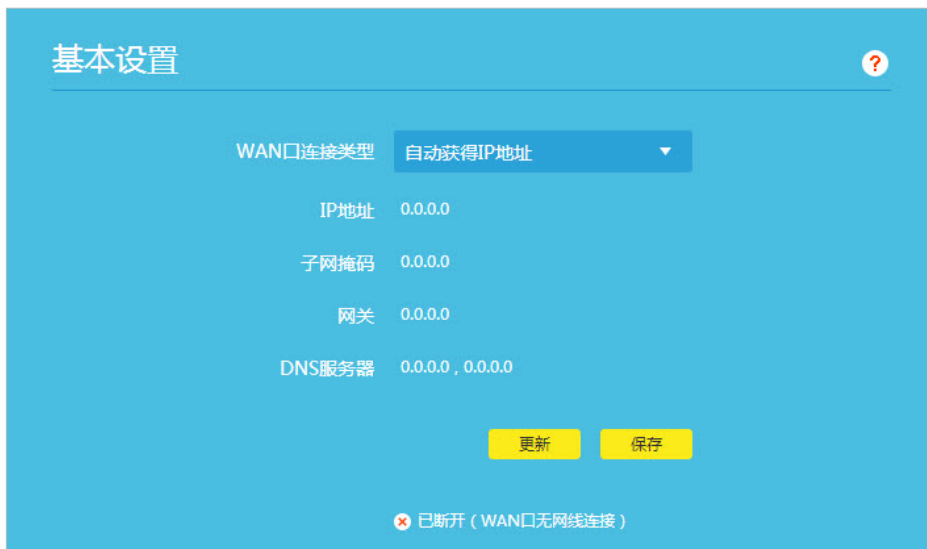 基本设置
?
WAN口连接类型 自动获得IP地址
IP地址 0.0.0.0
子网掩码 0.0.0.0
网关 0.0.0.0
DNS服务器 0.0.0.0 , 0.0.0.0
更新 保存
已断开 ( WAN口无网线连接 )